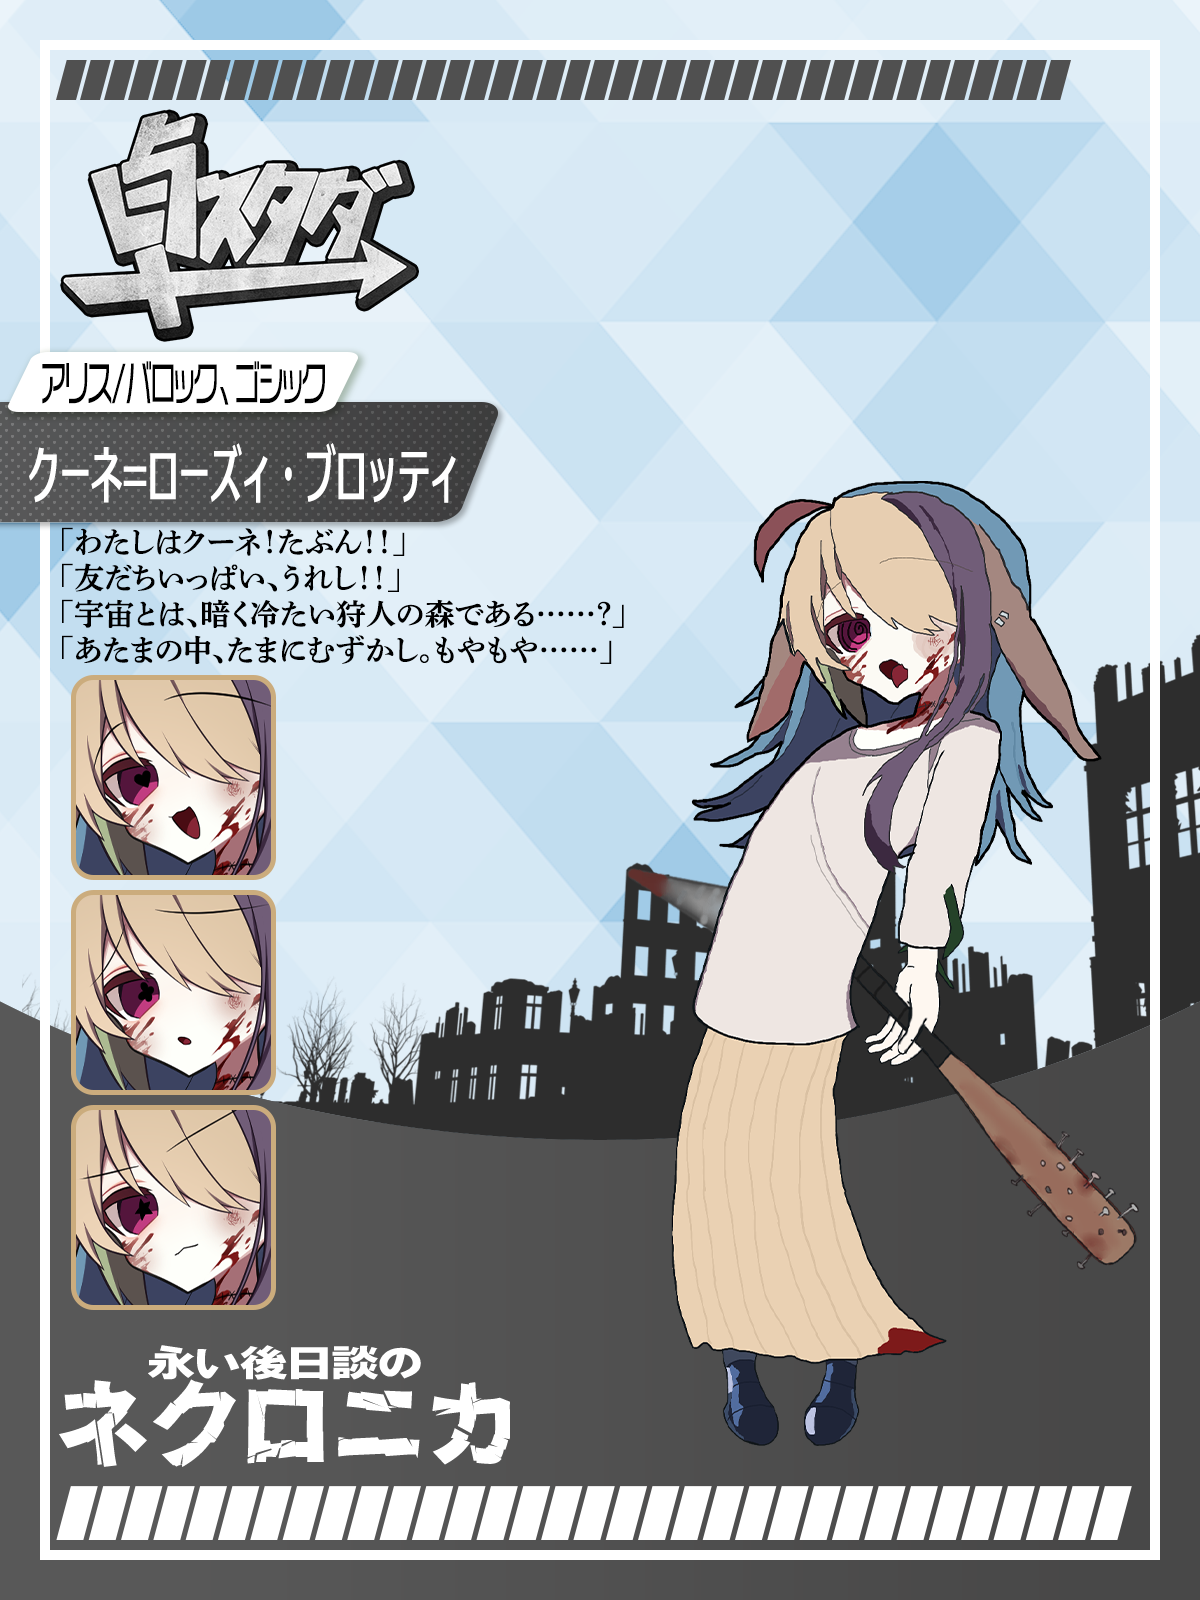 卓スタダ
アリス/バロック、ゴシック
クーネ=ローズィ・ブロッティ
「わたしはクーネ!たぶん!!」
「友だちいっぱい、うれし!!」
「宇宙とは、暗く冷たい狩人の森である……?」
「あたまの中、たまにむずかし。もやもや……」
永い後日談の
ネクロニカ